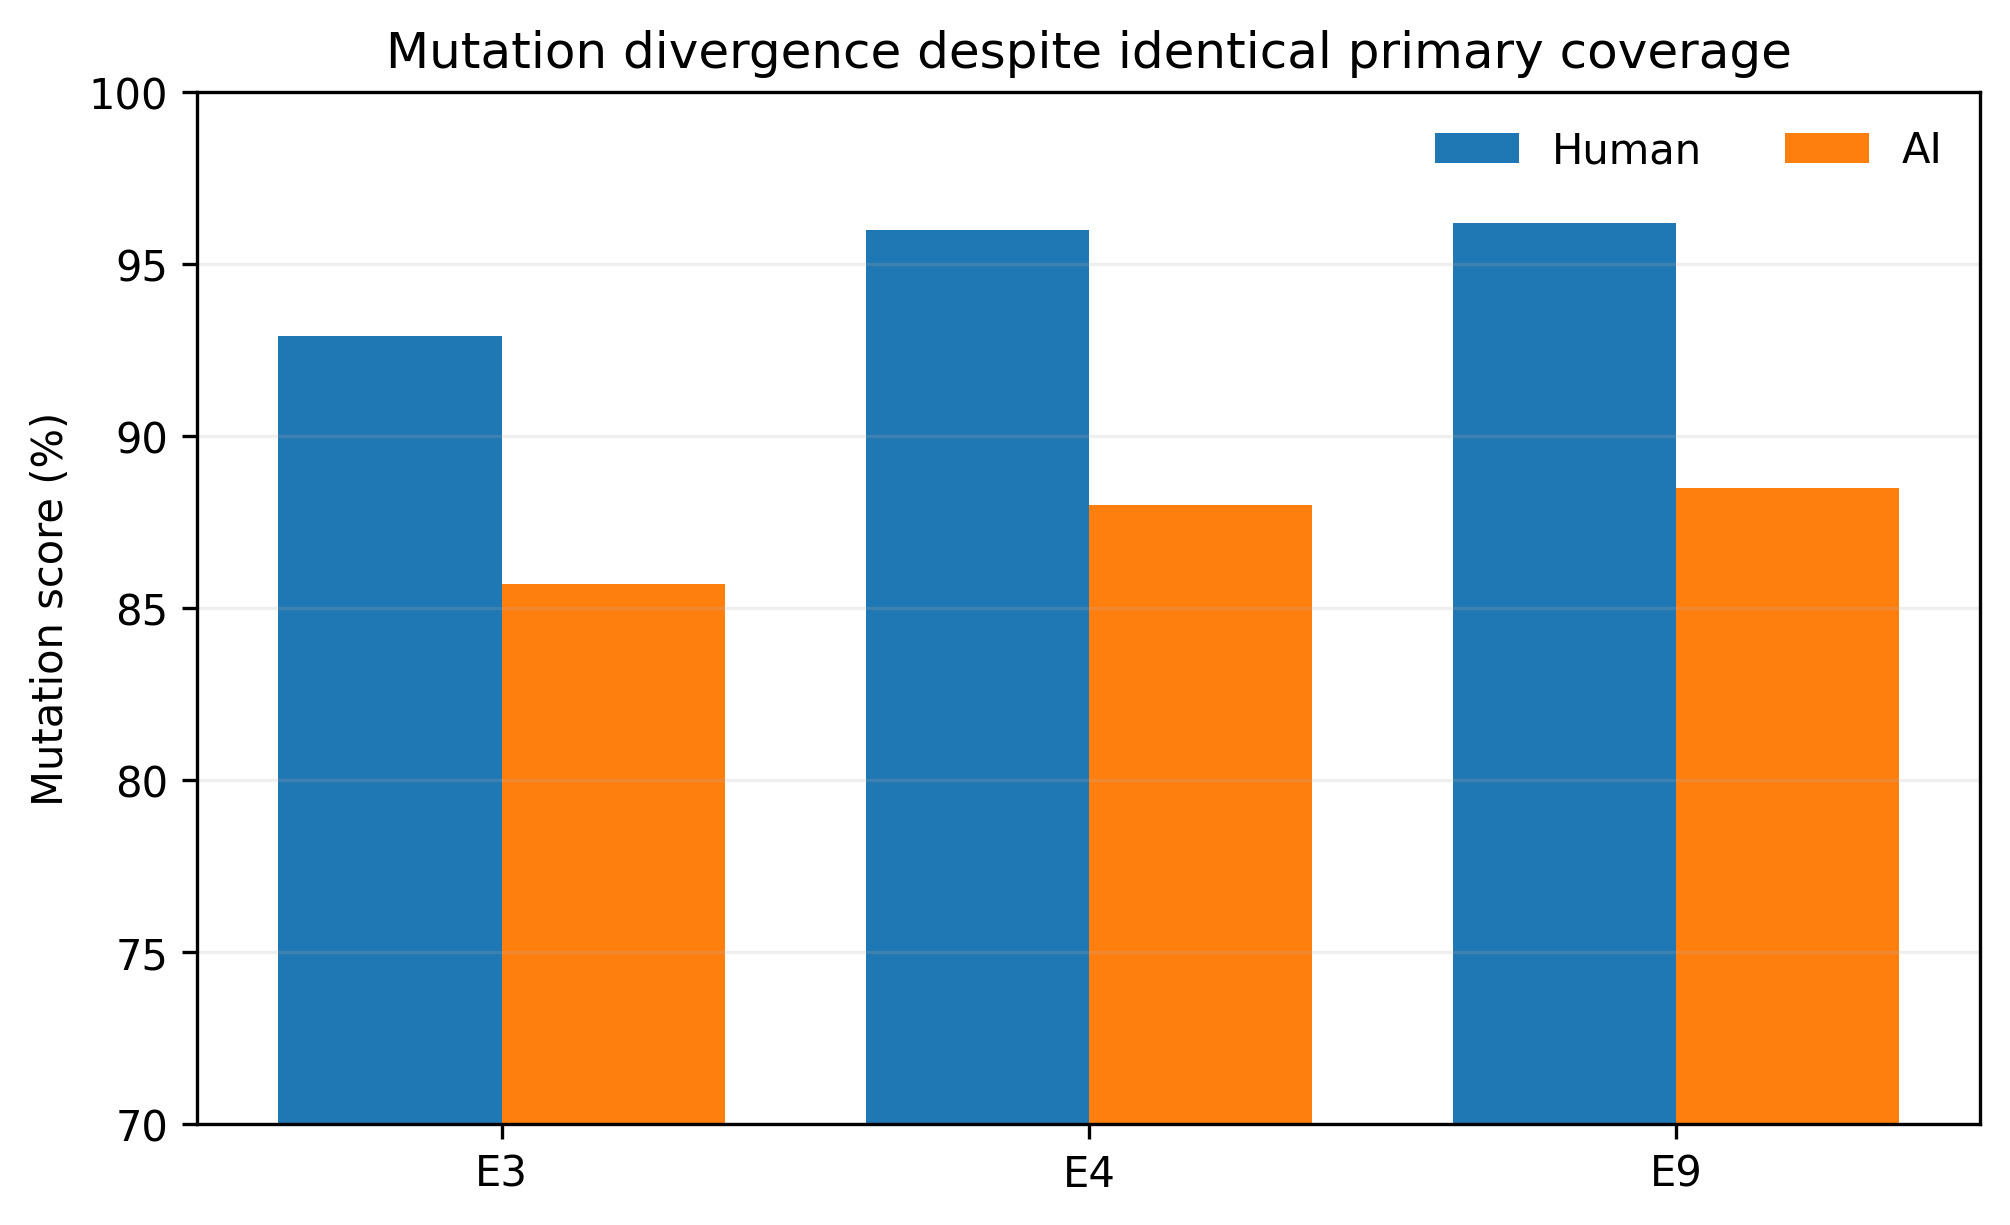 Mutation divergence despite identical primary coverage
Human
AI
Mutation score (%)
100
95
90
85
80
75
70
E3
E4
E9